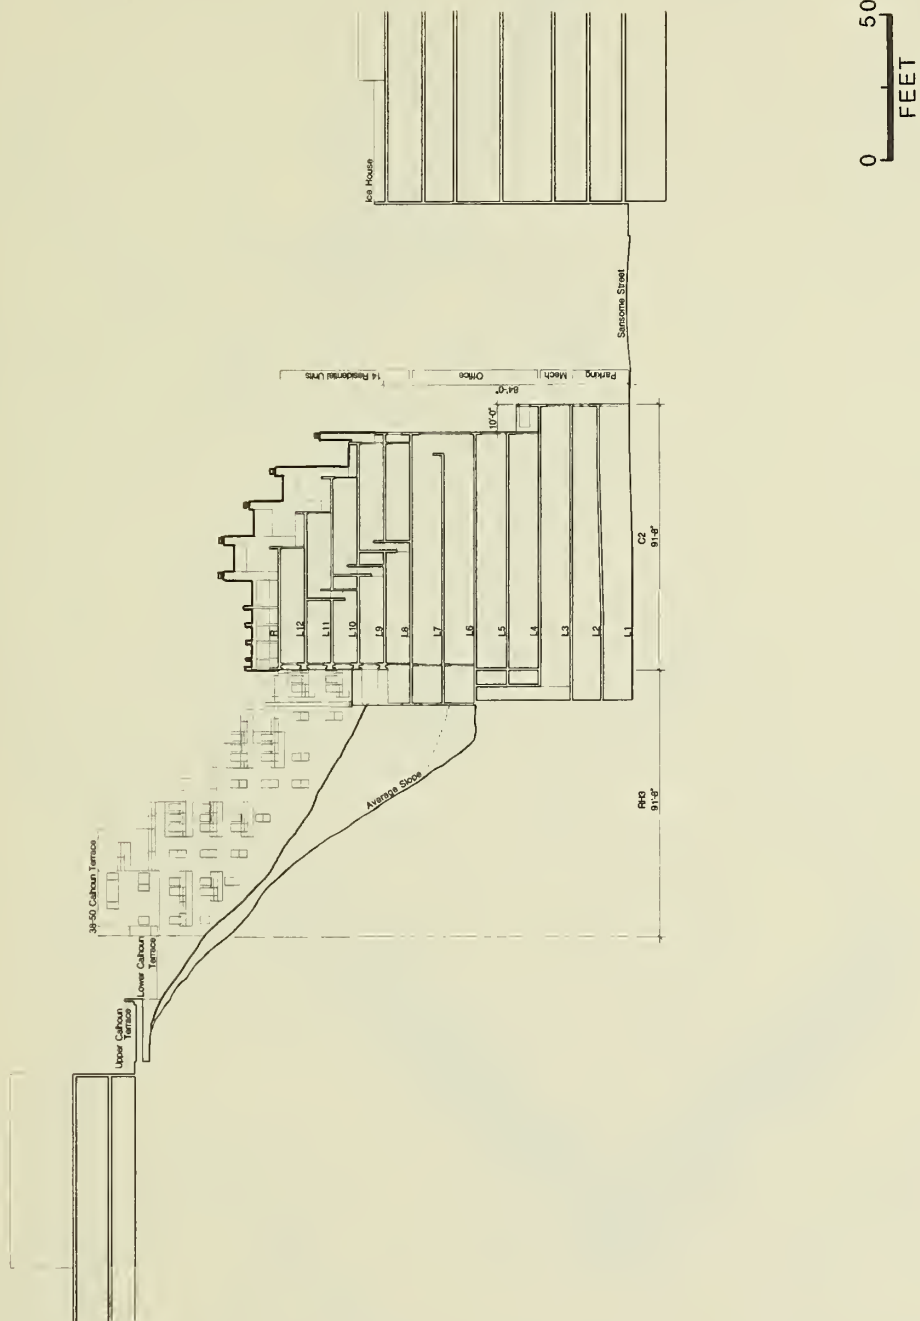 38-50 Calhoun Terrace
Upper Calhoun
Terrace
Lower Calhoun
Terrace
Average Slope
Ice House
Sansome Street
14 Residential Units
Office
Mech
Parking
84'-0"
10'-0"
R
L12
L11
L10
L9
L8
L7
L6
L5
L4
L3
L2
L1
RH3
91'-8"
C2
91'-8"
0
50
FEET